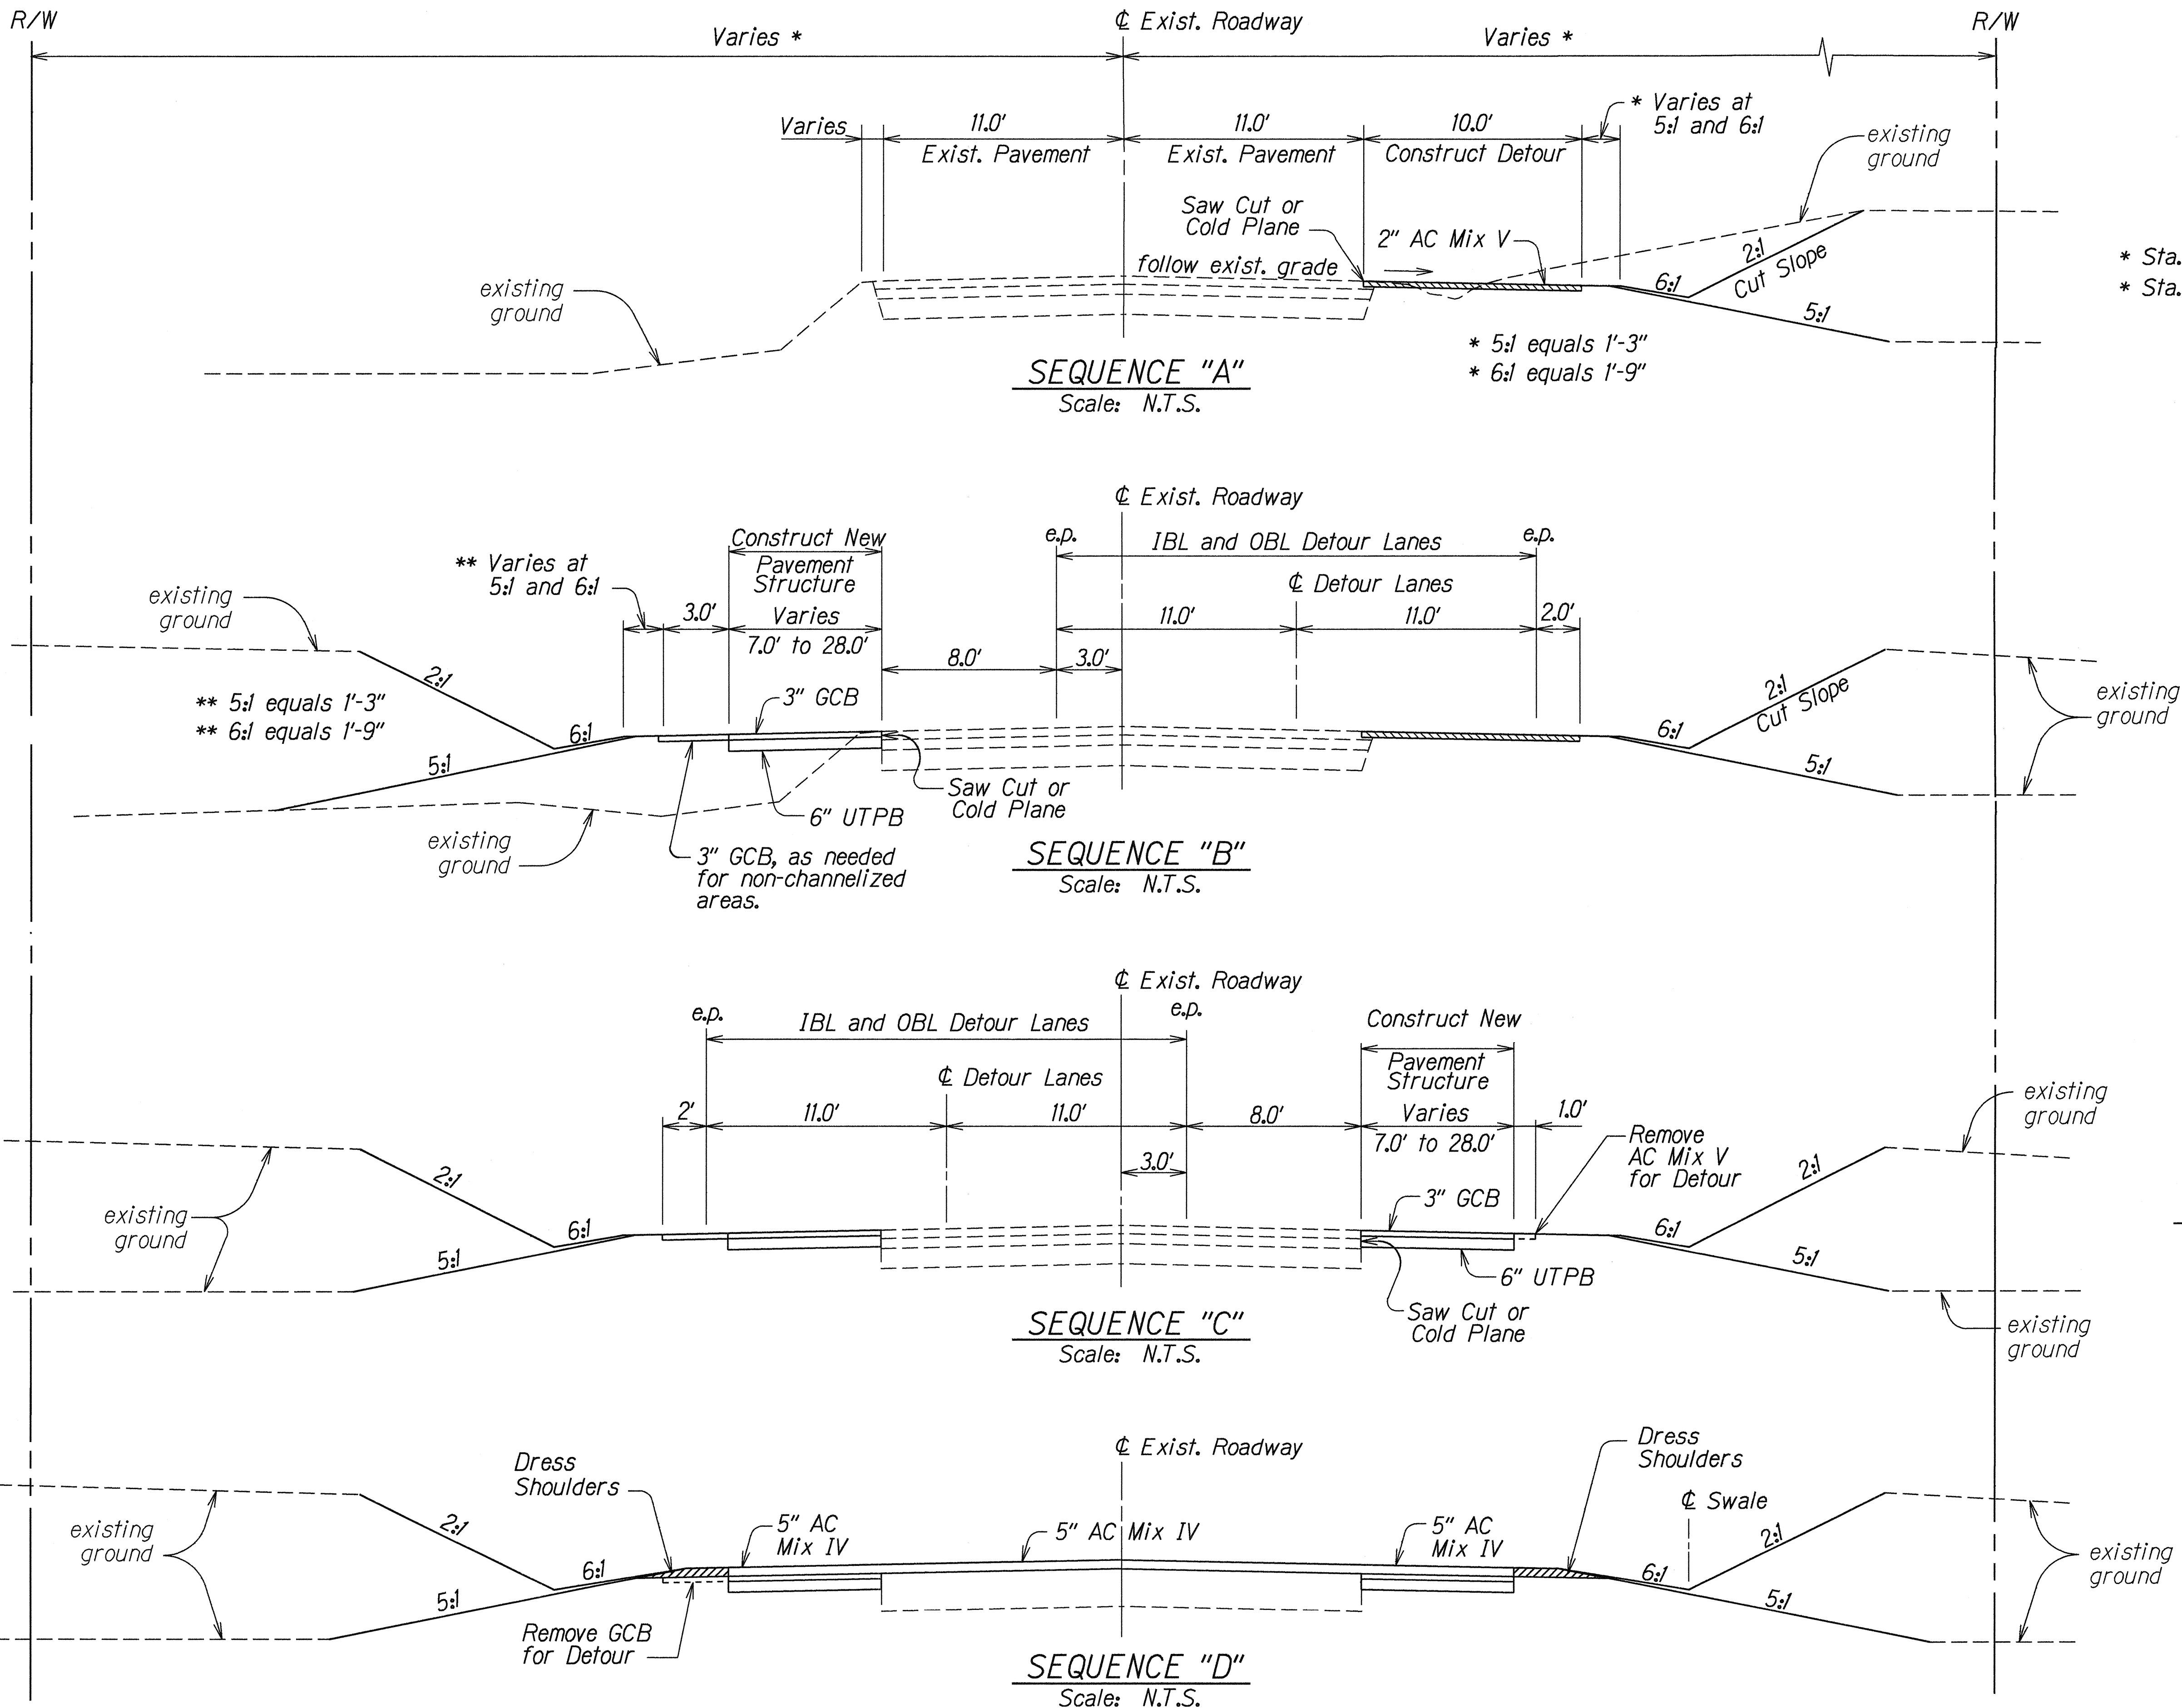 R/W
℄ Exist. Roadway
R/W
Varies *
Varies *
Varies
11.0'
11.0'
10.0'
* Varies at
5:1 and 6:1
Exist. Pavement
Exist. Pavement
Construct Detour
existing
ground
Saw Cut or
Cold Plane
2" AC Mix V
2:1
Cut Slope
follow exist. grade
6:1
5:1
existing
ground
* Sta.
* Sta.
* 5:1 equals 1'-3"
* 6:1 equals 1'-9"
SEQUENCE "A"
Scale: N.T.S.
℄ Exist. Roadway
Construct New
Pavement
Structure
Varies
7.0' to 28.0'
e.p.
IBL and OBL Detour Lanes
e.p.
** Varies at
5:1 and 6:1
℄ Detour Lanes
existing
ground
3.0'
11.0'
11.0'
2.0'
8.0'
3.0'
2:1
** 5:1 equals 1'-3"
** 6:1 equals 1'-9"
3" GCB
2:1
Cut Slope
existing
ground
6:1
5:1
6:1
5:1
Saw Cut or
Cold Plane
6" UTPB
existing
ground
3" GCB, as needed
for non-channelized
areas.
SEQUENCE "B"
Scale: N.T.S.
℄ Exist. Roadway
e.p.
IBL and OBL Detour Lanes
e.p.
Construct New
Pavement
Structure
Varies
7.0' to 28.0'
℄ Detour Lanes
2'
11.0'
11.0'
8.0'
1.0'
3.0'
Remove
AC Mix V
for Detour
existing
ground
2:1
2:1
3" GCB
existing
ground
6:1
5:1
6:1
5:1
6" UTPB
Saw Cut or
Cold Plane
existing
ground
SEQUENCE "C"
Scale: N.T.S.
℄ Exist. Roadway
Dress
Shoulders
Dress
Shoulders
℄ Swale
existing
ground
2:1
5" AC
Mix IV
5" AC Mix IV
5" AC
Mix IV
2:1
existing
ground
6:1
5:1
6:1
5:1
Remove GCB
for Detour
SEQUENCE "D"
Scale: N.T.S.